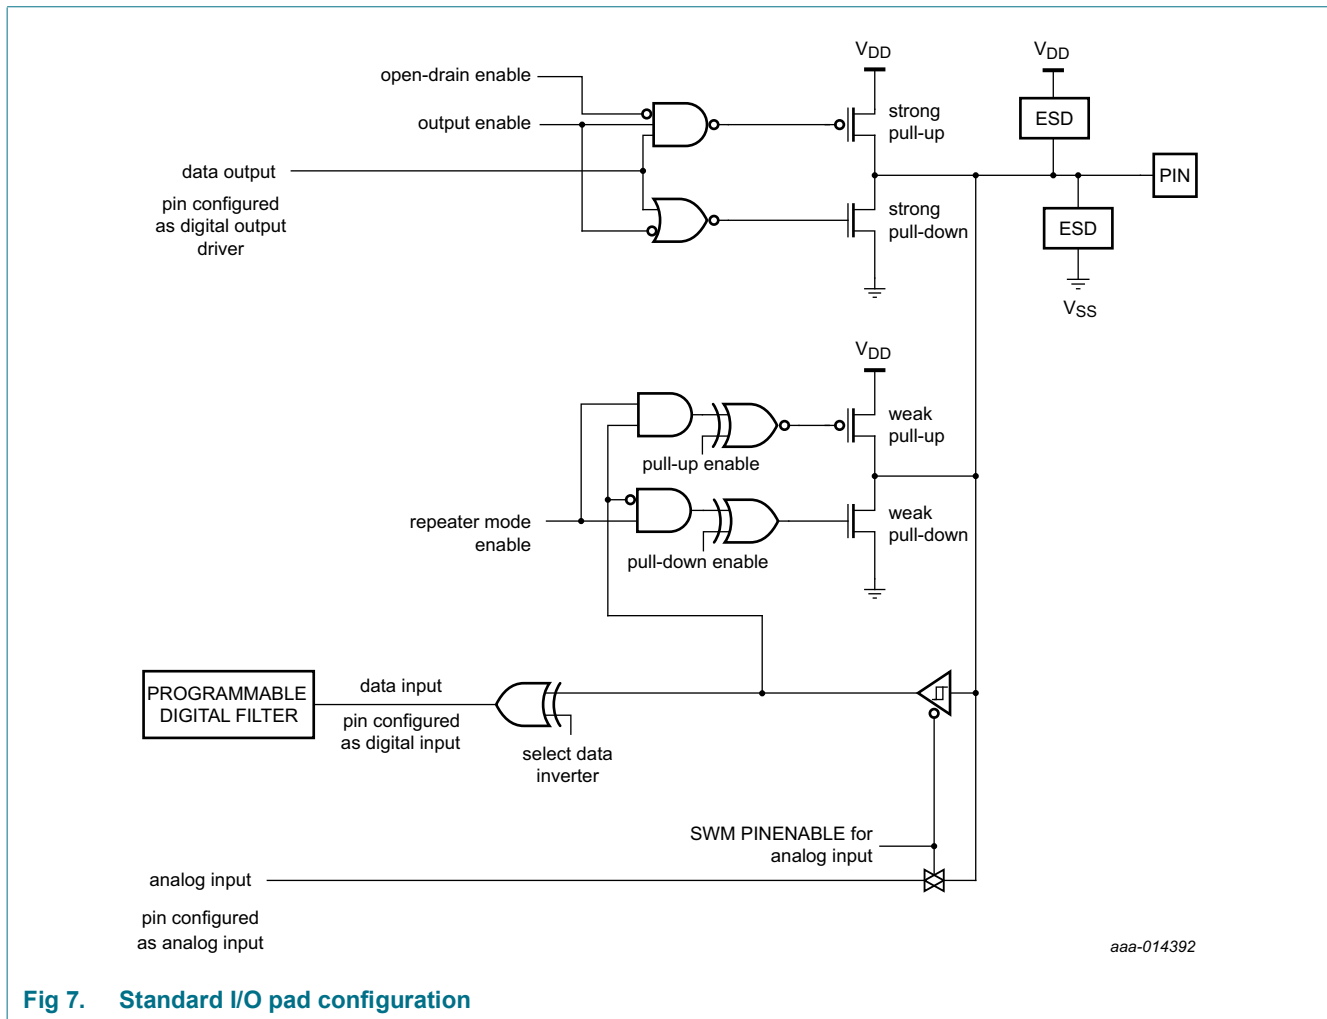 VDD
VDD
open-drain enable
strong
pull-up
ESD
output enable
data output
PIN
pin configured
as digital output
driver
strong
pull-down
ESD
VSS
VDD
weak
pull-up
pull-up enable
repeater mode
enable
weak
pull-down
pull-down enable
PROGRAMMABLE
DIGITAL FILTER
data input
pin configured
as digital input
select data
inverter
SWM PINENABLE for
analog input
analog input
pin configured
as analog input
aaa-014392
Fig 7. Standard I/O pad configuration